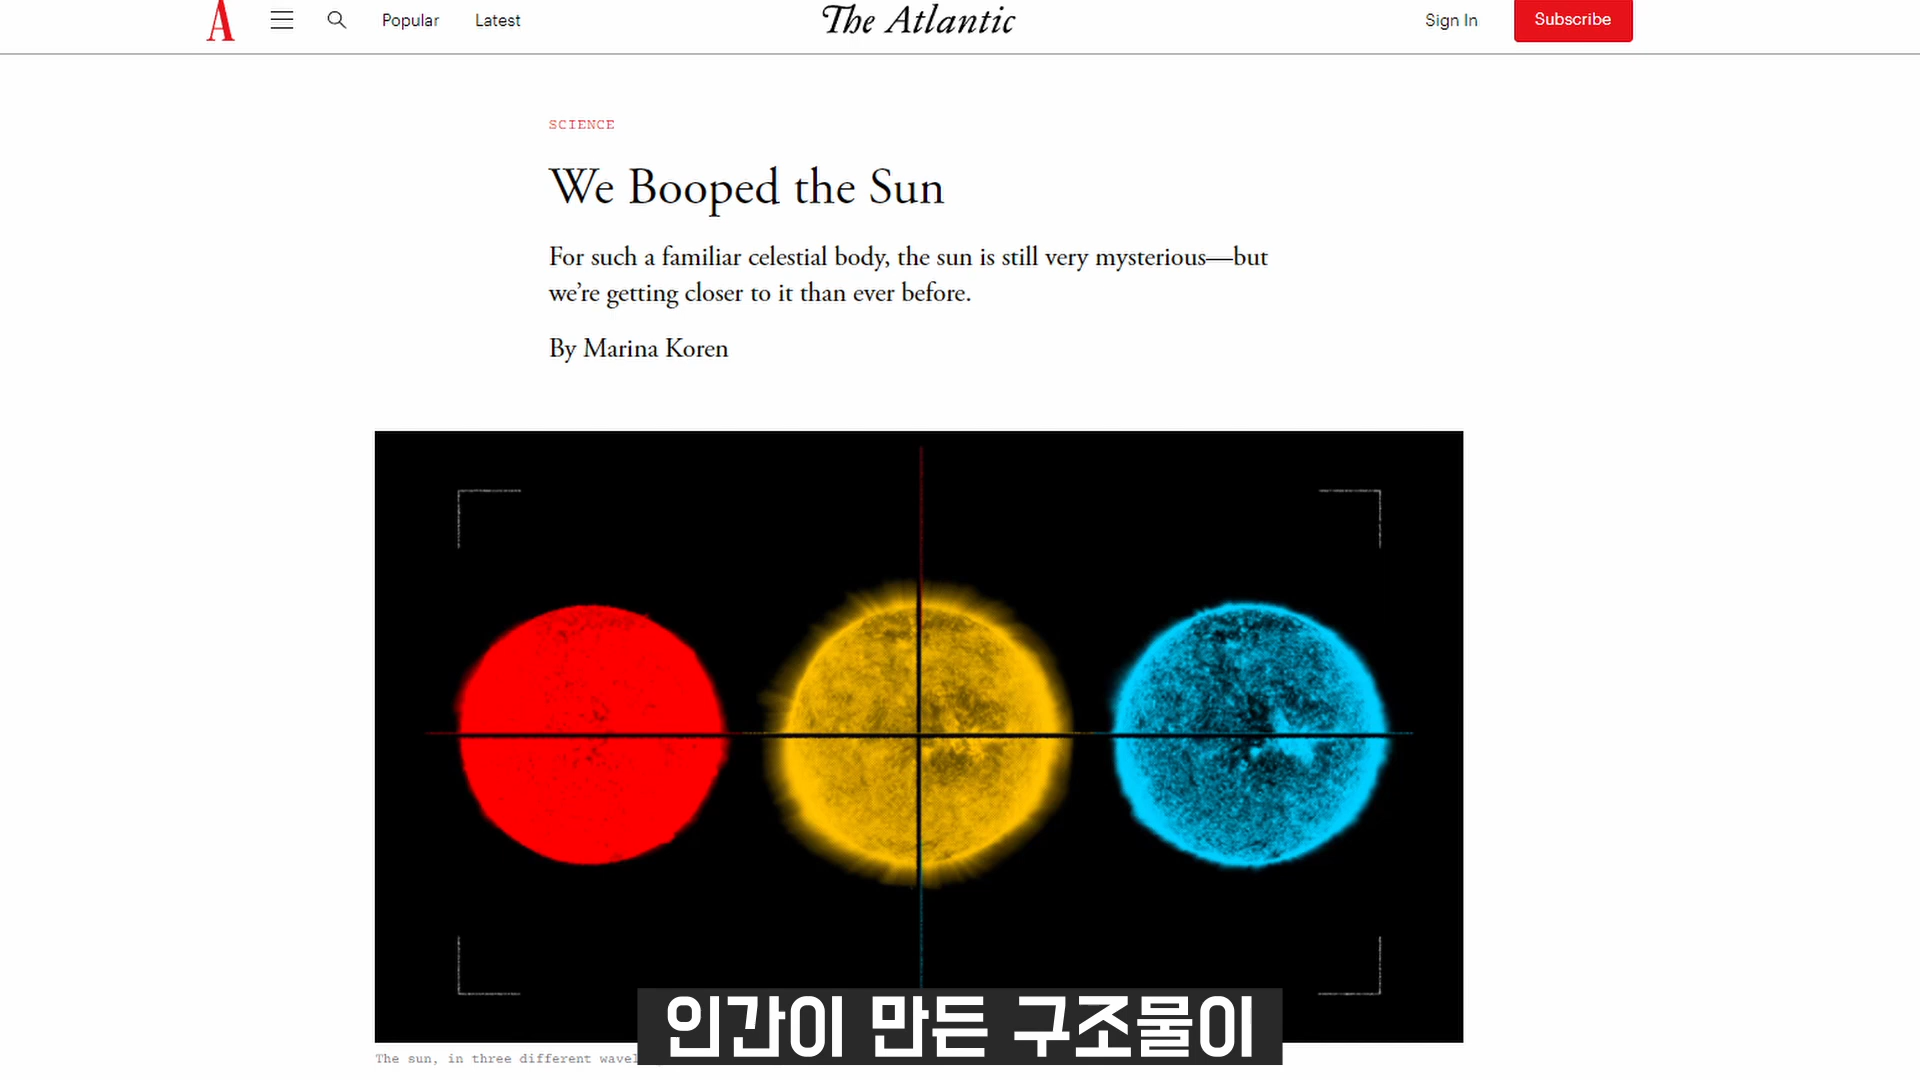 A
Popular
Latest
The Atlantic
Sign In
Subscribe
SCIENCE
We Booped the Sun
For such a familiar celestial body, the sun is still very mysterious—but
we’re getting closer to it than ever before.
By Marina Koren
The sun, in three different
인간이 만든 구조물이